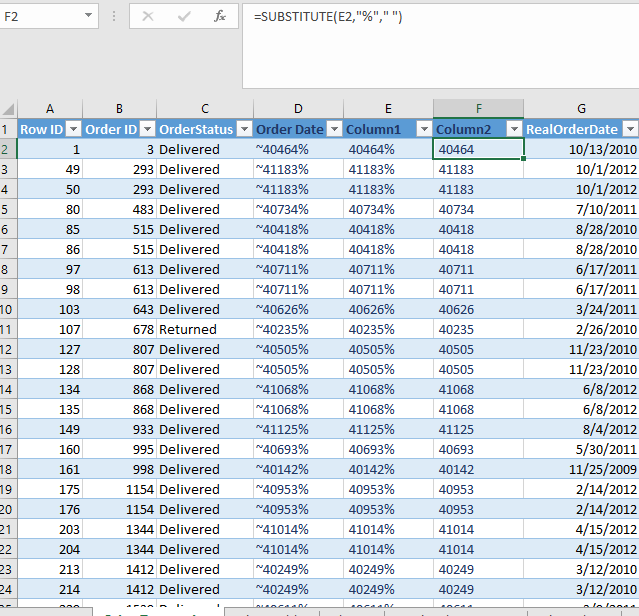 F2 fx =SUBSTITUTE(E2,"%"," ")
A B C D E F G
1 Row ID Order ID OrderStatus Order Date Column1 Column2 RealOrderDate
2 1 3 Delivered ~40464% 40464% 40464 10/13/2010
3 49 293 Delivered ~41183% 41183% 41183 10/1/2012
4 50 293 Delivered ~41183% 41183% 41183 10/1/2012
5 80 483 Delivered ~40734% 40734% 40734 7/10/2011
6 85 515 Delivered ~40418% 40418% 40418 8/28/2010
7 86 515 Delivered ~40418% 40418% 40418 8/28/2010
8 97 613 Delivered ~40711% 40711% 40711 6/17/2011
9 98 613 Delivered ~40711% 40711% 40711 6/17/2011
10 103 643 Delivered ~40626% 40626% 40626 3/24/2011
11 107 678 Returned ~40235% 40235% 40235 2/26/2010
12 127 807 Delivered ~40505% 40505% 40505 11/23/2010
13 128 807 Delivered ~40505% 40505% 40505 11/23/2010
14 134 868 Delivered ~41068% 41068% 41068 6/8/2012
15 135 868 Delivered ~41068% 41068% 41068 6/8/2012
16 149 933 Delivered ~41125% 41125% 41125 8/4/2012
17 160 995 Delivered ~40693% 40693% 40693 5/30/2011
18 161 998 Delivered ~40142% 40142% 40142 11/25/2009
19 175 1154 Delivered ~40953% 40953% 40953 2/14/2012
20 176 1154 Delivered ~40953% 40953% 40953 2/14/2012
21 203 1344 Delivered ~41014% 41014% 41014 4/15/2012
22 204 1344 Delivered ~41014% 41014% 41014 4/15/2012
23 213 1412 Delivered ~40249% 40249% 40249 3/12/2010
24 214 1412 Delivered ~40249% 40249% 40249 3/12/2010